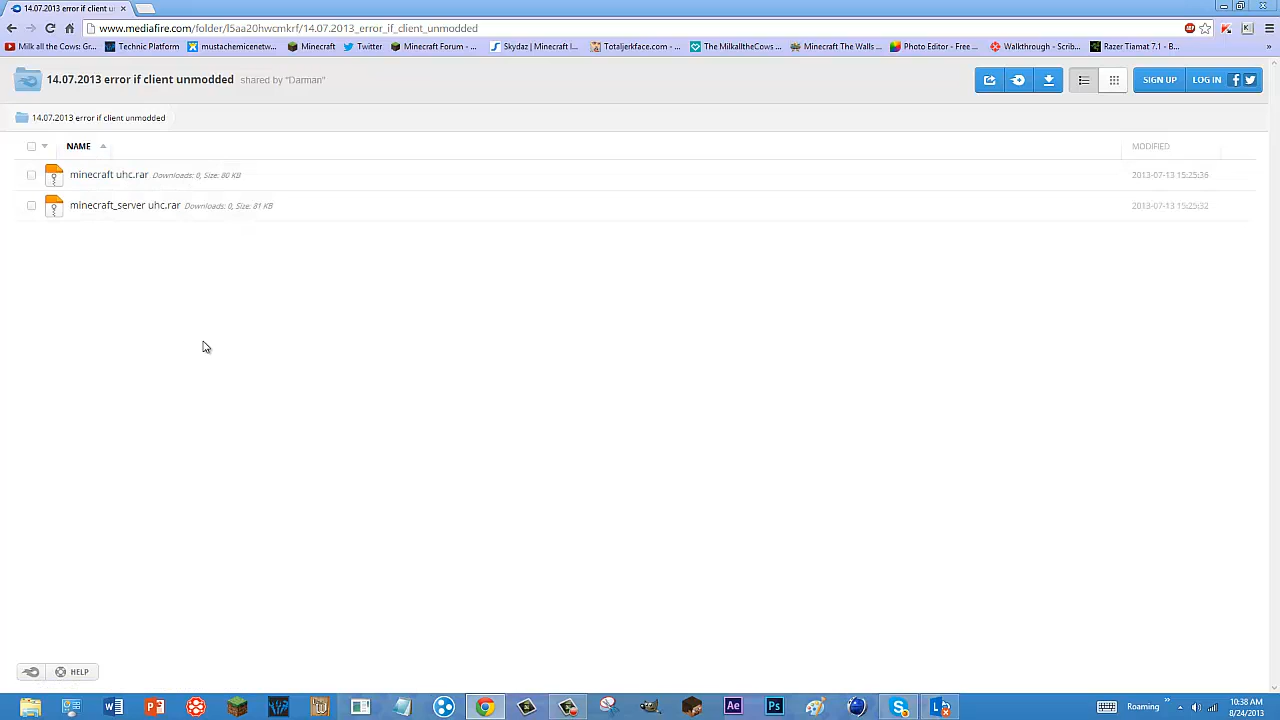 14.07.2013 error if client u
www.mediafire.com/folder/l5aa20hwcmkrf/14.07.2013_error_if_client_unmodded
Milk all the Cows: Gr... Technic Platform mustachemicenetw... Minecraft Twitter Minecraft Forum - ... Skydaz | Minecraft I... Totaljerkface.com - ... The MilkalltheCows ... Minecraft The Walls ... Photo Editor - Free ... Walkthrough - Scrib... Razer Tiamat 7.1 - B... »
14.07.2013 error if client unmodded shared by "Damian" SIGN UP LOG IN
14.07.2013 error if client unmodded
NAME MODIFIED
minecraft uhc.rar Downloads: 0, Size: 80 KB 2013-07-13 15:25:36
minecraft_server uhc.rar Downloads: 0, Size: 81 KB 2013-07-13 15:25:32
HELP
Roaming » 10:38 AM
8/24/2013